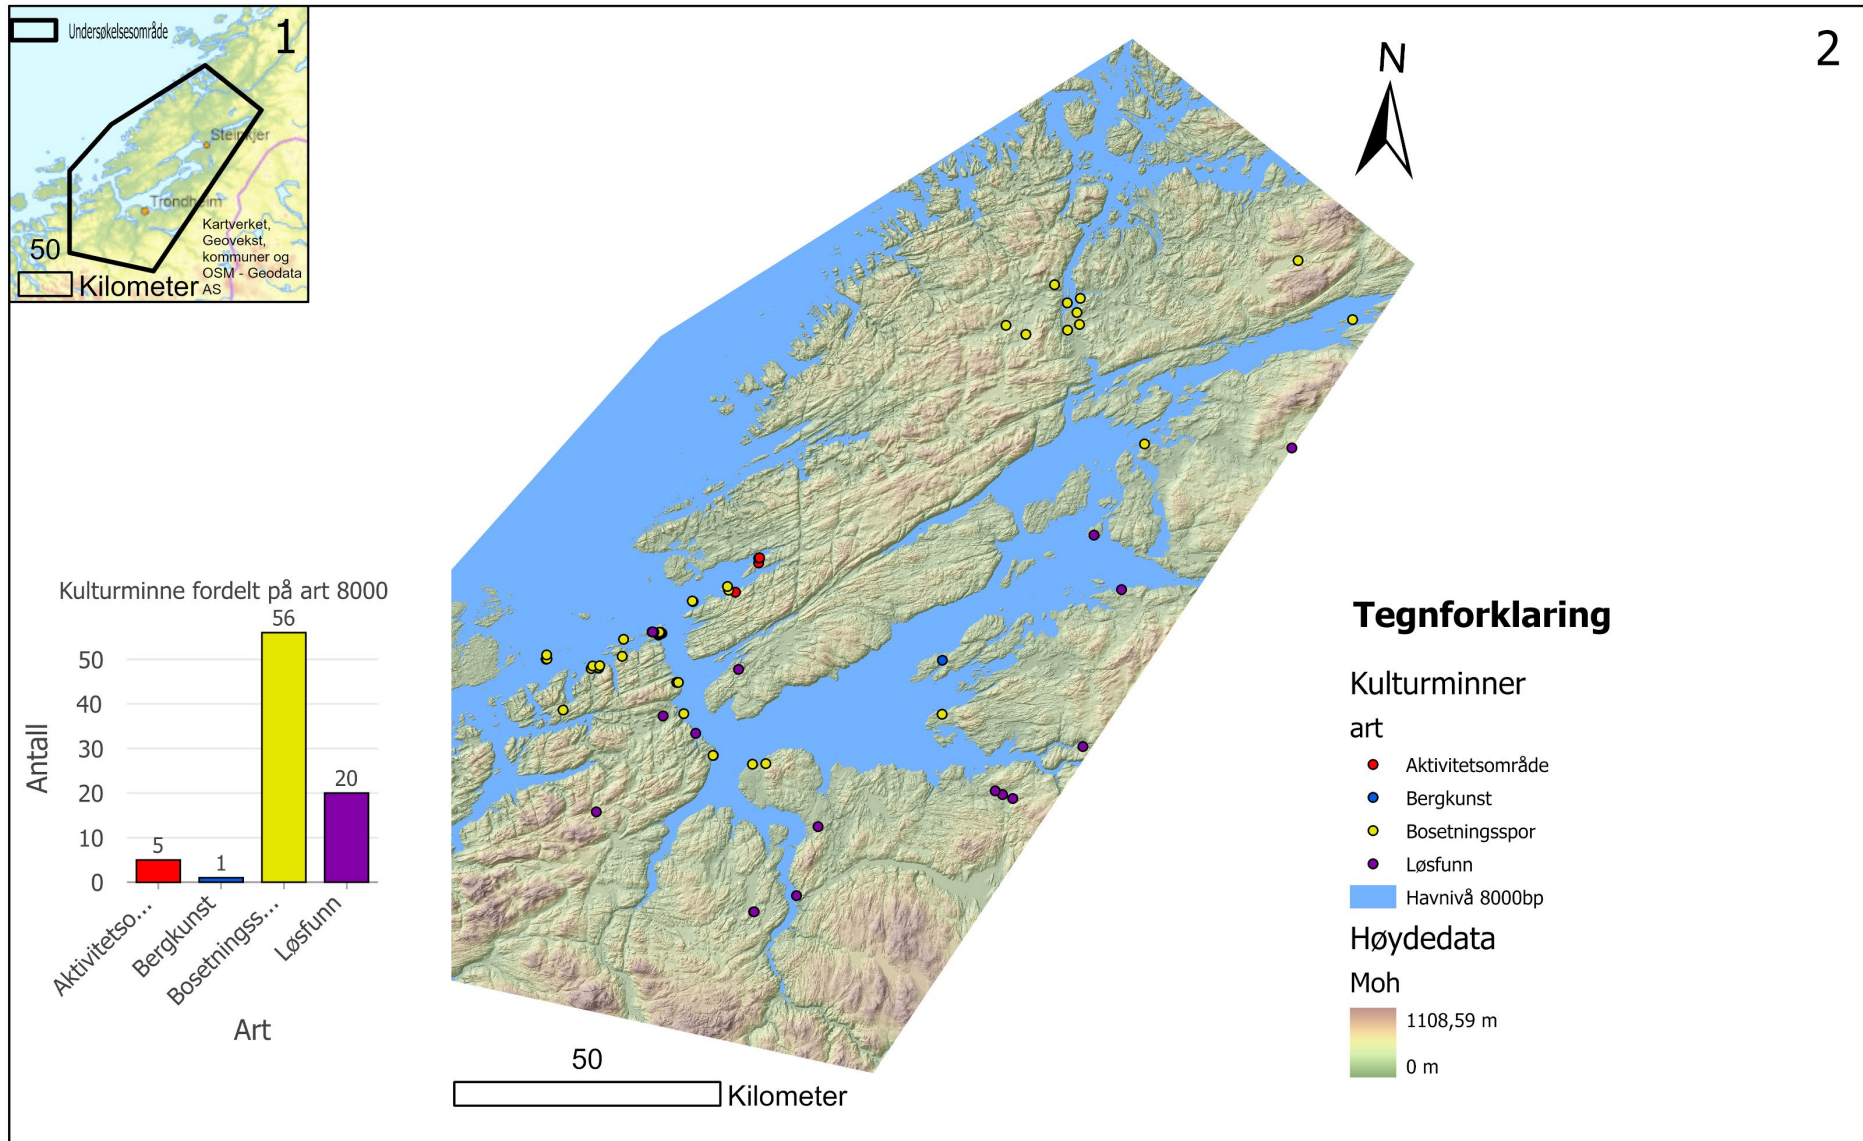 Undersøkelsesområde
1
Steinkjer
Trondheim
Kartverket,
Geovekst,
kommuner og
OSM - Geodata
AS
50
Kilometer
2
N
Kulturminne fordelt på art 8000
Antall
50
40
30
20
10
0
5
1
56
20
Aktivitetso...
Bergkunst
Bosetningss...
Løsfunn
Art
50
Kilometer
Tegnforklaring
Kulturminner
art
Aktivitetsområde
Bergkunst
Bosetningsspor
Løsfunn
Havnivå 8000bp
Høydedata
Moh
1108,59 m
0 m